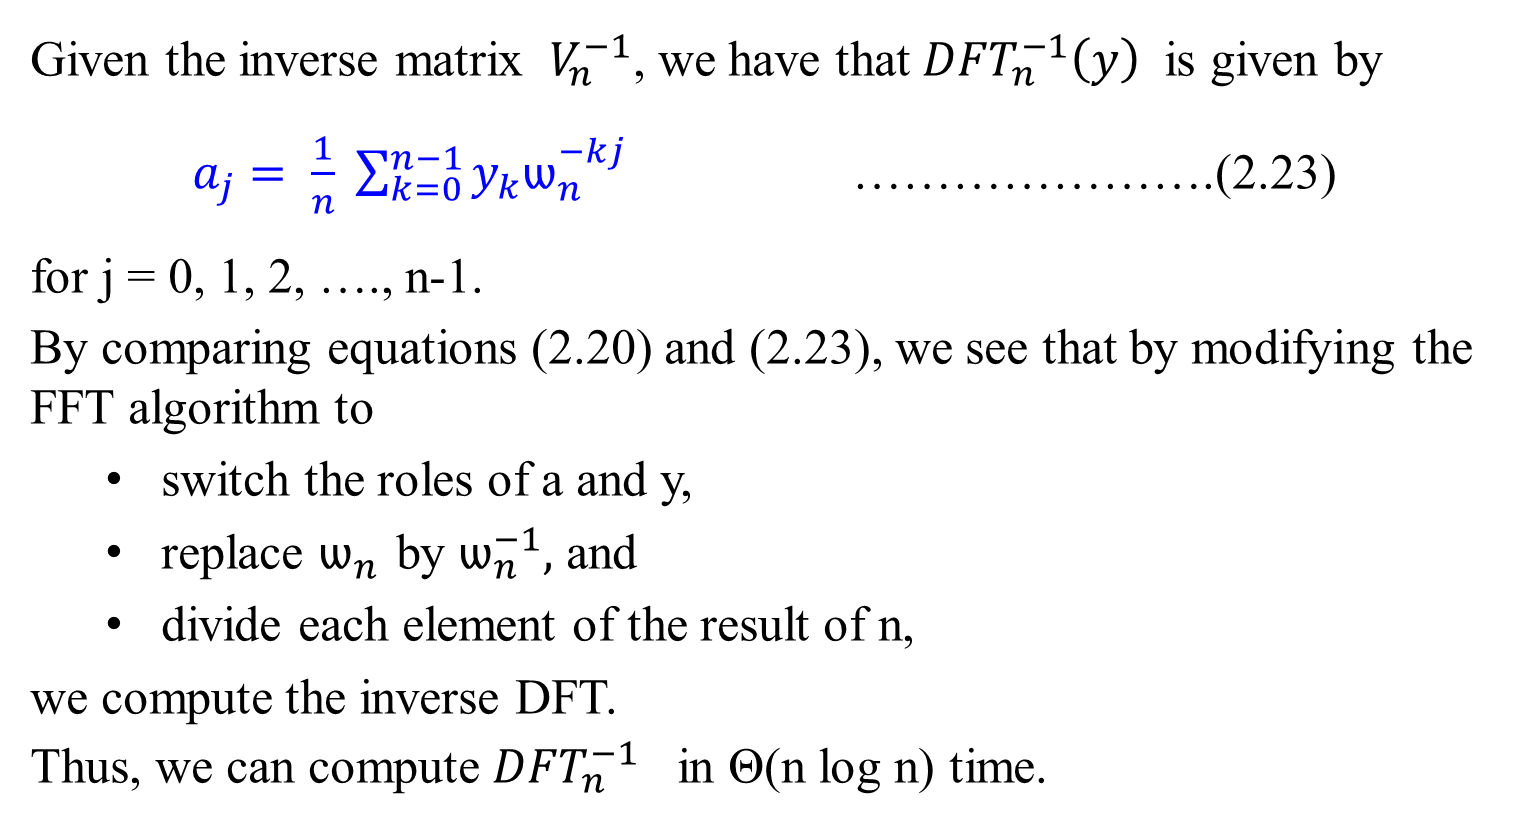 Given the inverse matrix $V_n^{-1}$, we have that $DFT_n^{-1}(y)$ is given by
$a_j = \frac{1}{n} \sum_{k=0}^{n-1} y_k ω_n^{-kj}$ ........................(2.23)
for j = 0, 1, 2, …., n-1.
By comparing equations (2.20) and (2.23), we see that by modifying the
FFT algorithm to
• switch the roles of a and y,
• replace $ω_n$ by $ω_n^{-1}$, and
• divide each element of the result of n,
we compute the inverse DFT.
Thus, we can compute $DFT_n^{-1}$ in Θ(n log n) time.